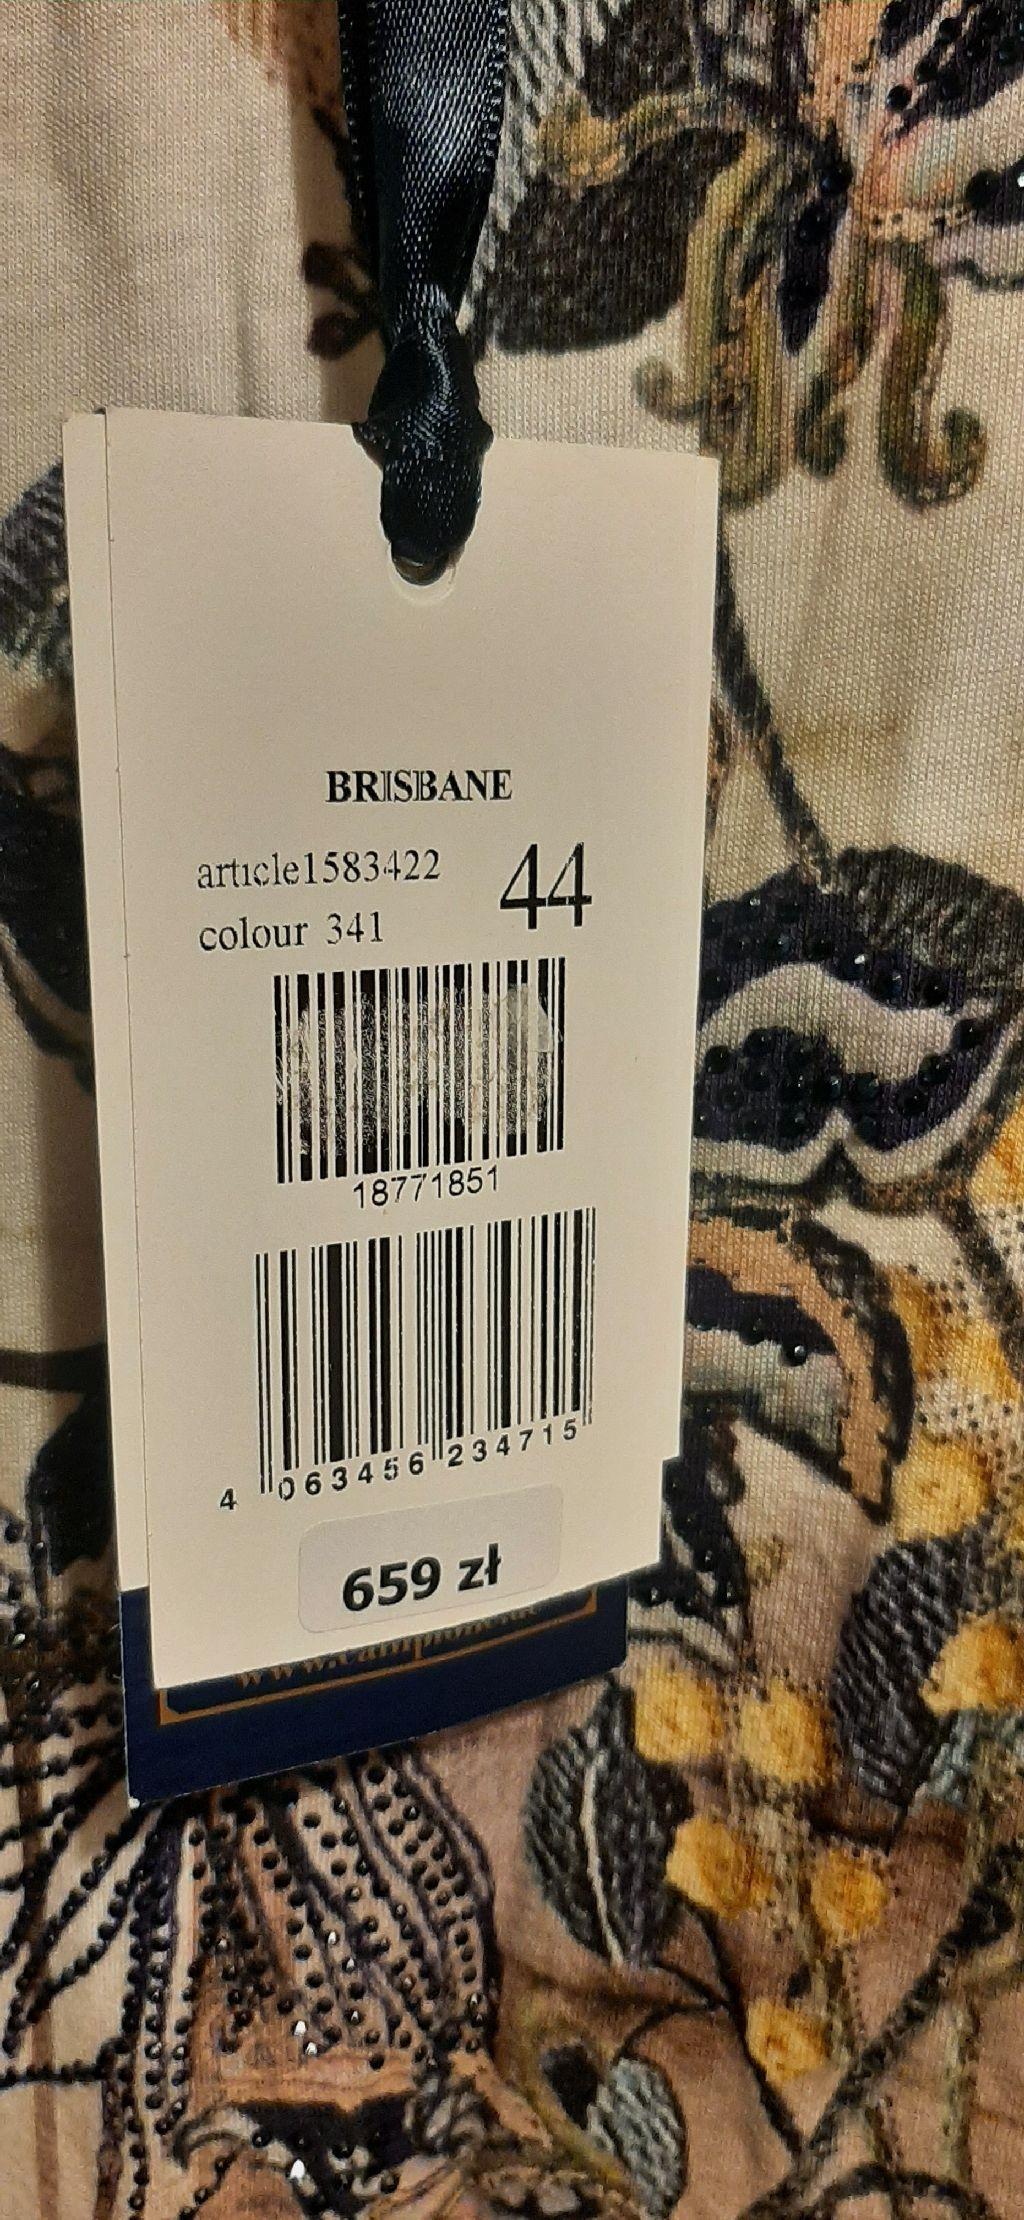 BRISBANE
article1583422
44
colour 341
18771851
4 063456 234715
659 zł